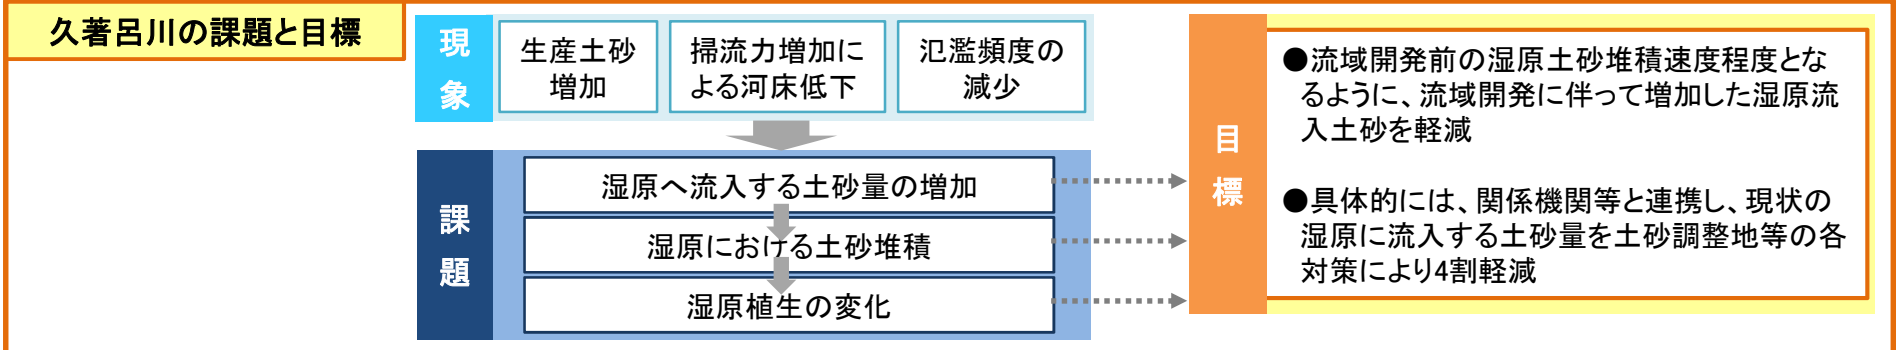 久著呂川の課題と目標
現
象
生産土砂
増加
掃流力増加に
よる河床低下
氾濫頻度の
減少
課
題
湿原へ流入する土砂量の増加
湿原における土砂堆積
湿原植生の変化
目
標
●流域開発前の湿原土砂堆積速度程度とな
るように、流域開発に伴って増加した湿原流
入土砂を軽減
●具体的には、関係機関等と連携し、現状の
湿原に流入する土砂量を土砂調整地等の各
対策により4割軽減